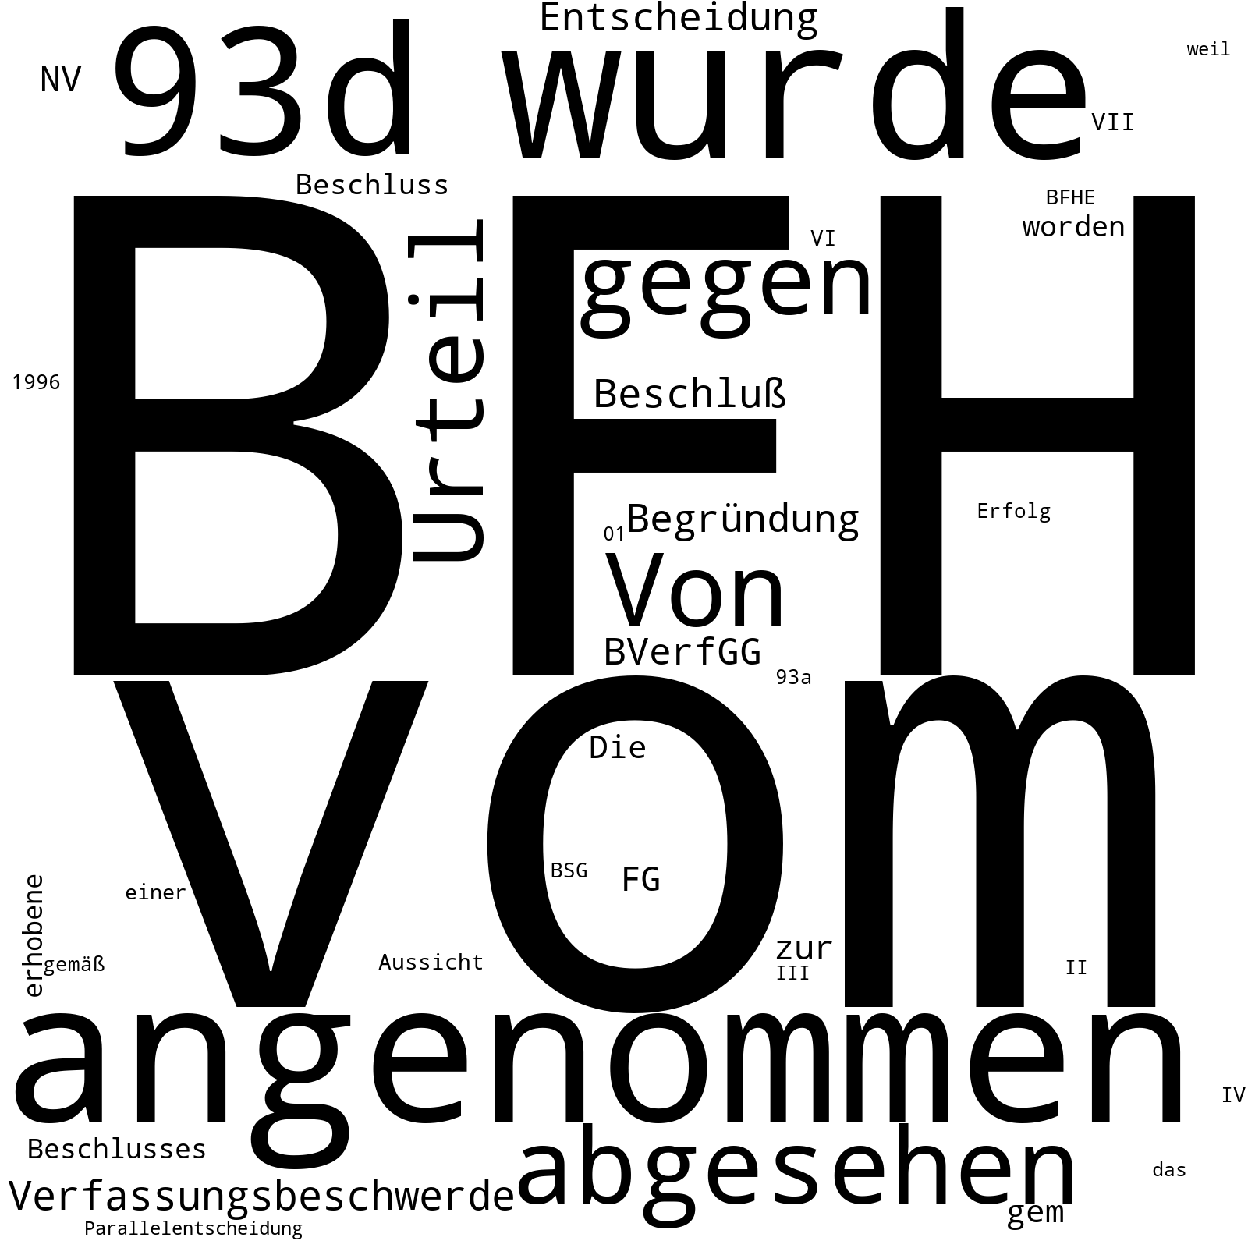 Entscheidung
NV 93d wurde weil
VII
Beschluss
BFHE
worden
BFH
VI
gegen
Urteil
1996
Beschluß
Erfolg
01 Begründung
Von
BVerfGG
93a
vom
Die
BSG FG
einer
erhobene
zur
gemäß
Aussicht
III
II
angenommen
IV
Beschlusses
abgesehen
das
Verfassungsbeschwerde
gem
Parallelentscheidung